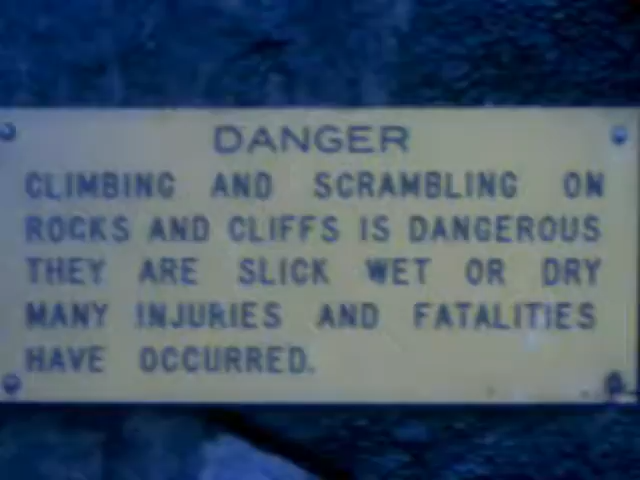 DANGER
CLIMBING AND SCRAMBLING ON
ROCKS AND CLIFFS IS DANGEROUS
THEY ARE SLICK WET OR DRY
MANY INJURIES AND FATALITIES
HAVE OCCURRED.